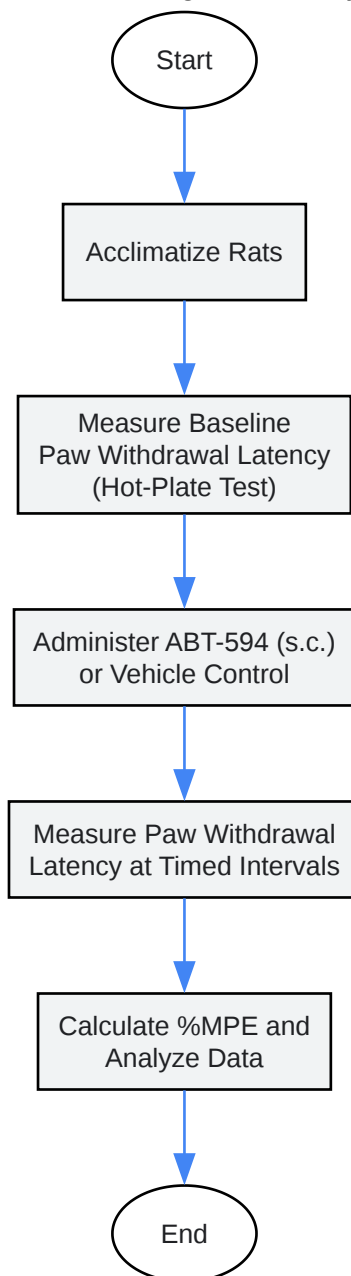 Start
Acclimatize Rats
Measure Baseline
Paw Withdrawal Latency
(Hot-Plate Test)
Administer ABT-594 (s.c.)
or Vehicle Control
Measure Paw Withdrawal
Latency at Timed Intervals
Calculate %MPE and
Analyze Data
End